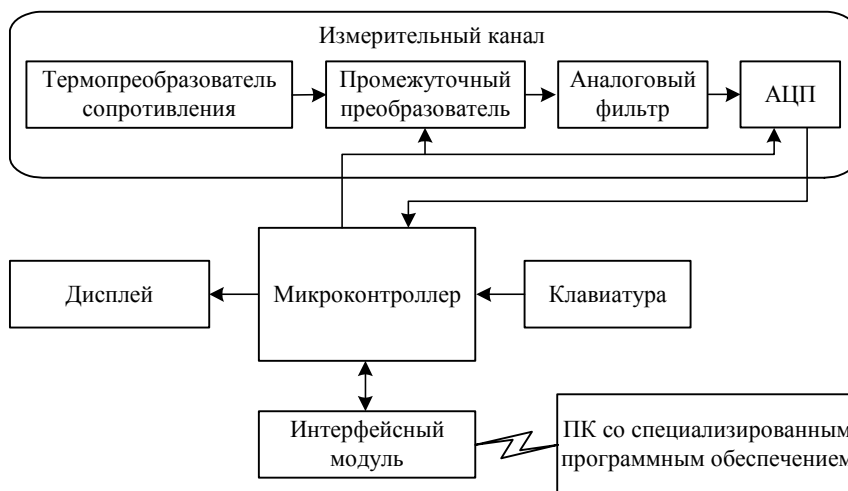 Измерительный канал
Термопреобразователь
сопротивления
Промежуточный
преобразователь
Аналоговый
фильтр
АЦП
Дисплей
Микроконтроллер
Клавиатура
Интерфейсный
модуль
ПК со специализированным
программным обеспечением